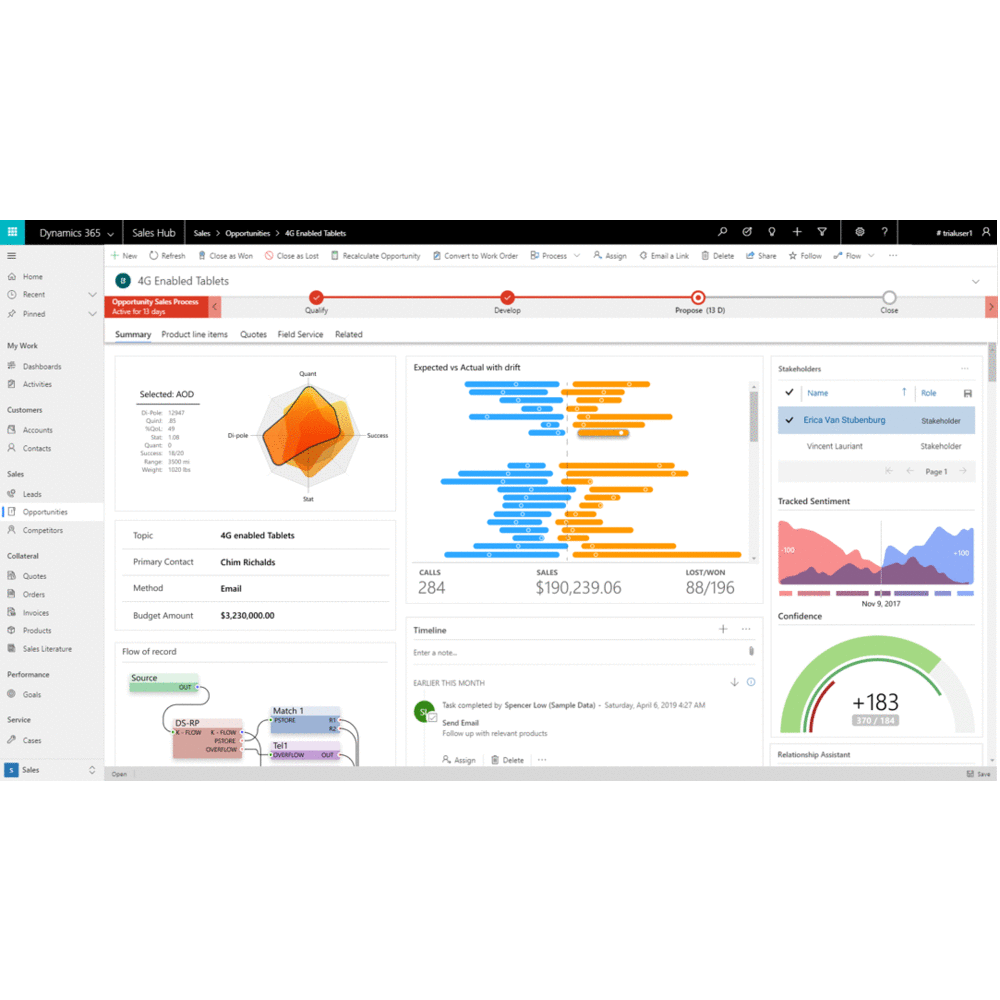 Dynamics 365 Sales Hub Sales > Opportunities > 4G Enabled Tablets # trialuser1
New Refresh Close as Won Close as Lost Recalculate Opportunity Convert to Work Order Process Assign Email a Link Delete Share Follow Flow
Home
Recent
Pinned
My Work
Dashboards
Activities
Customers
Accounts
Contacts
Sales
Leads
Opportunities
Competitors
Collateral
Quotes
Orders
Invoices
Products
Sales Literature
Performance
Goals
Service
Cases
S Sales
4G Enabled Tablets
Opportunity Sales Process
Active for 13 days
Qualify Develop Propose (13 D) Close
Summary Product line items Quotes Field Service Related
Selected: AOD
Di-Pole: 12947
Quinl: .85
%QoL: 49
Stat: 1.08
Quant: 0
Success: 18/20
Range: 3500 mi
Weight: 1020 lbs
Quant
Di-pole
Success
Stat
Topic 4G enabled Tablets
Primary Contact Chim Richalds
Method Email
Budget Amount $3,230,000.00
Flow of record
Source
OUT
DS-RP
K - FLOW K - FLOW
PSTORE
OVERFLOW
Match 1
PSTORE R1
R2
Tel1
OVERFLOW OUT
Expected vs Actual with drift
CALLS SALES LOST/WON
284 $190,239.06 88/196
Timeline
Enter a note...
EARLIER THIS MONTH
Task completed by Spencer Low (Sample Data) - Saturday, April 6, 2019 4:27 AM
Send Email
Follow up with relevant products
Assign Delete
Stakeholders
Name Role
Erica Van Stubenburg Stakeholder
Vincent Lauriant Stakeholder
Page 1
Tracked Sentiment
-100
+100
Nov 9, 2017
Confidence
+183
370 / 184
Relationship Assistant
Open Save